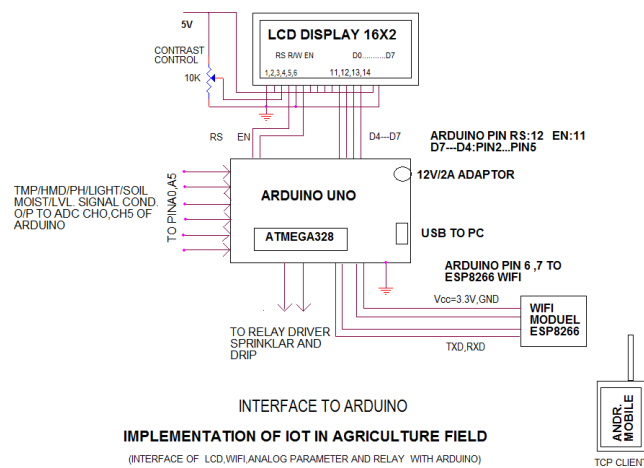 5V
LCD DISPLAY 16X2
CONTRAST
CONTROL
RS R/W EN
D0...........D7
10K
1,2,3,4,5,6
11,12,13,14
RS
EN
D4---D7
ARDUINO PIN RS:12 EN:11
D7---D4:PIN2...PIN5
12V/2A ADAPTOR
ARDUINO UNO
TMP/HMD/PH/LIGHT/SOIL
MOIST/LVL. SIGNAL COND.
O/P TO ADC CHO,CH5 OF
ARDUINO
TO PINA0,A5
ATMEGA328
USB TO PC
ARDUINO PIN 6 ,7 TO
ESP8266 WIFI
Vcc=3.3V,GND
WIFI
MODUEL
ESP8266
TXD,RXD
TO RELAY DRIVER
SPRINKLAR AND
DRIP
ANDR.
MOBILE
TCP CLIENT
INTERFACE TO ARDUINO
IMPLEMENTATION OF IOT IN AGRICULTURE FIELD
(INTERFACE OF LCD,WIFI,ANALOG PARAMETER AND RELAY WITH ARDUINO)